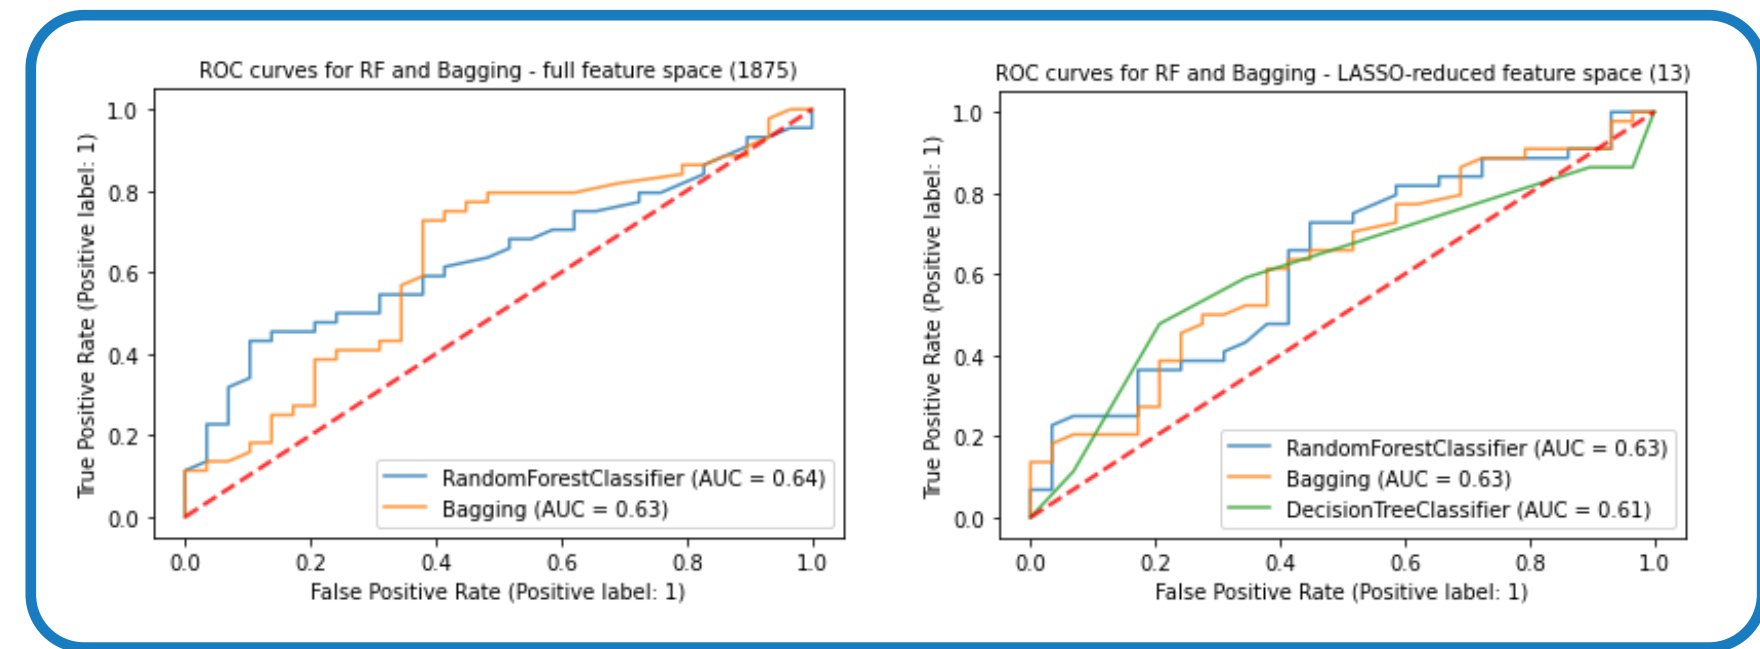 ROC curves for RF and Bagging - full feature space (1875)
True Positive Rate (Positive label: 1)
1.0
0.8
0.6
0.4
0.2
0.0
RandomForestClassifier (AUC = 0.64)
Bagging (AUC = 0.63)
0.0 0.2 0.4 0.6 0.8 1.0
False Positive Rate (Positive label: 1)
ROC curves for RF and Bagging - LASSO-reduced feature space (13)
True Positive Rate (Positive label: 1)
1.0
0.8
0.6
0.4
0.2
0.0
RandomForestClassifier (AUC = 0.63)
Bagging (AUC = 0.63)
DecisionTreeClassifier (AUC = 0.61)
0.0 0.2 0.4 0.6 0.8 1.0
False Positive Rate (Positive label: 1)